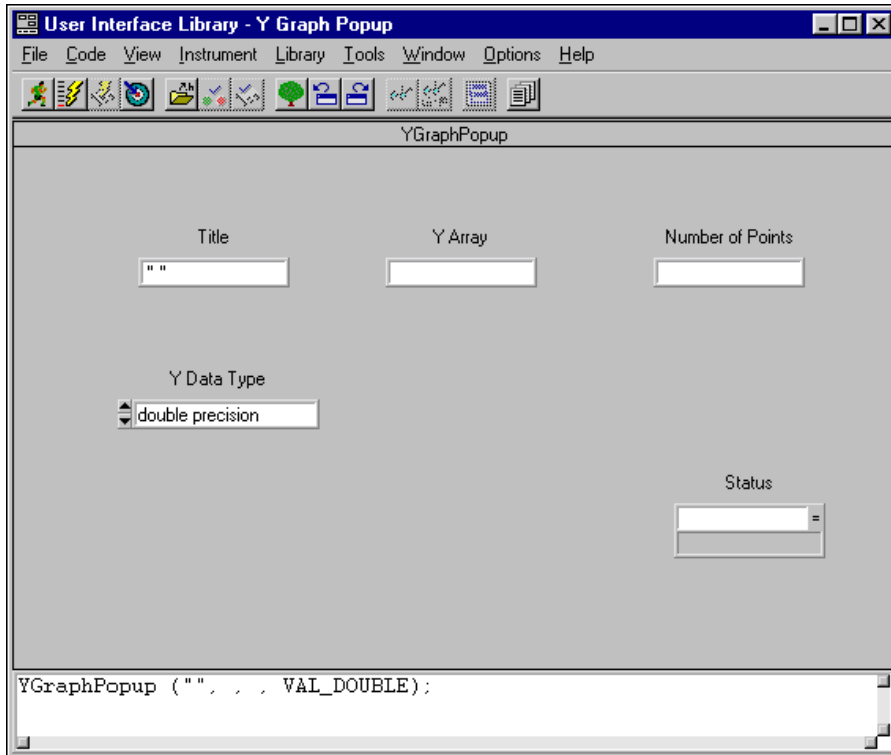 User Interface Library - Y Graph Popup
File Code View Instrument Library Tools Window Options Help
YGraphPopup
Title Y Array Number of Points
" "
Y Data Type
double precision
Status
=
YGraphPopup ("", , , VAL_DOUBLE);